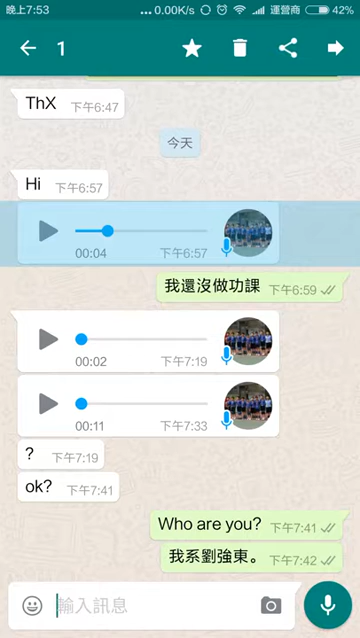 晚上7:53 ... 0.00K/s 運營商 42%
1
ThX 下午6:47
今天
Hi 下午6:57
00:04 下午6:57
我還沒做功課 下午6:59
00:02 下午7:19
00:11 下午7:33
? 下午7:19
ok? 下午7:41
Who are you? 下午7:41
我系劉強東。 下午7:42
輸入訊息